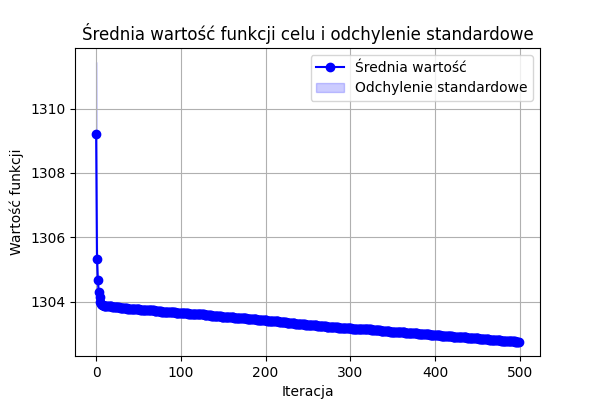 Średnia wartość funkcji celu i odchylenie standardowe
Średnia wartość
Odchylenie standardowe
Wartość funkcji
1310
1308
1306
1304
0 100 200 300 400 500
Iteracja